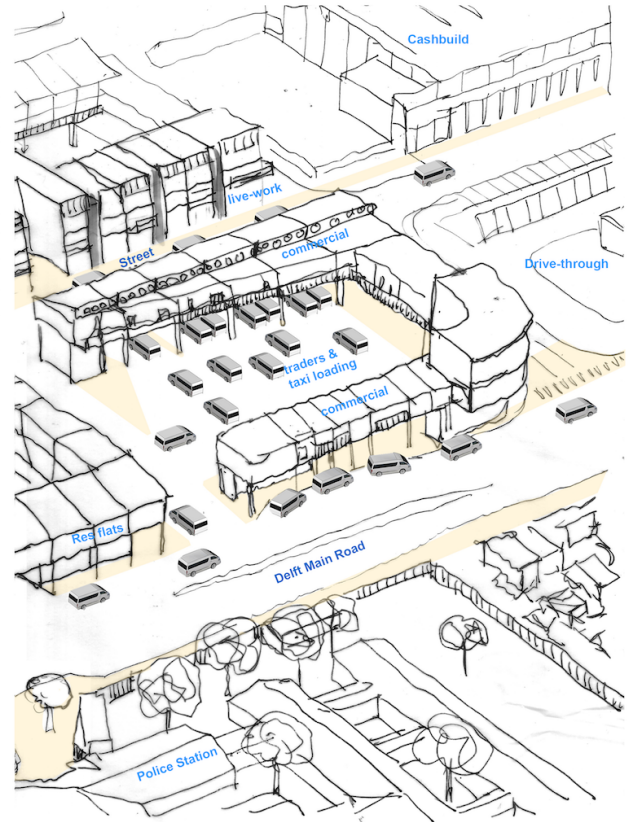 Cashbuild
live-work
Street
commercial
Drive-through
traders &
taxi loading
commercial
Res flats
Delft Main Road
Police Station